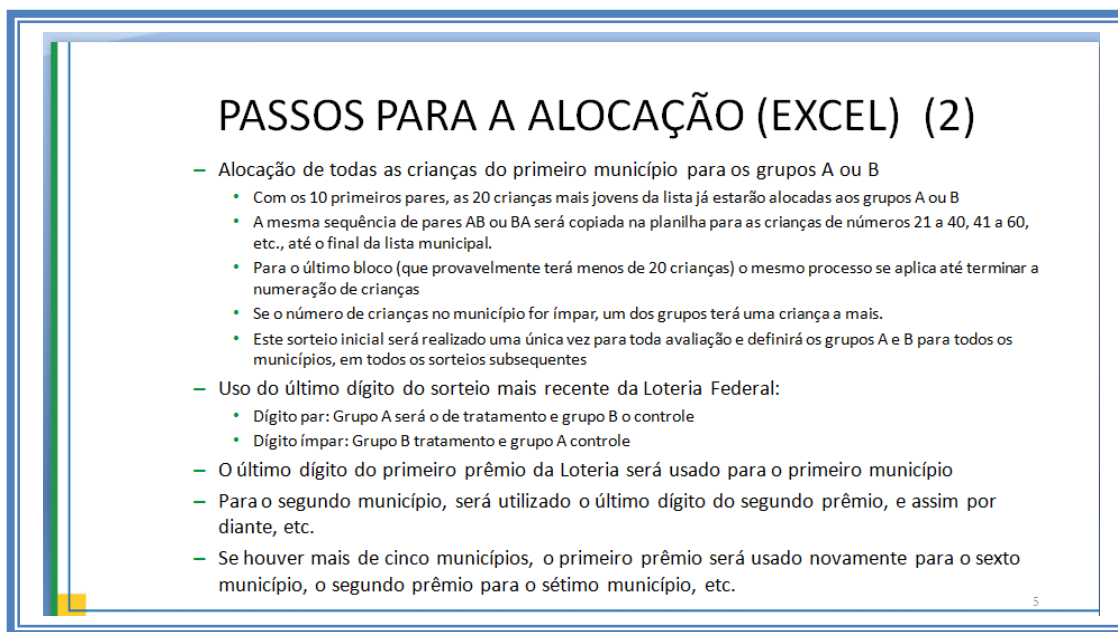 PASSOS PARA A ALOCAÇÃO (EXCEL) (2)
– Alocação de todas as crianças do primeiro município para os grupos A ou B
• Com os 10 primeiros pares, as 20 crianças mais jovens da lista já estarão alocadas aos grupos A ou B
• A mesma sequência de pares AB ou BA será copiada na planilha para as crianças de números 21 a 40, 41 a 60,
etc., até o final da lista municipal.
• Para o último bloco (que provavelmente terá menos de 20 crianças) o mesmo processo se aplica até terminar a
numeração de crianças
• Se o número de crianças no município for ímpar, um dos grupos terá uma criança a mais.
• Este sorteio inicial será realizado uma única vez para toda avaliação e definirá os grupos A e B para todos os
municípios, em todos os sorteios subsequentes
– Uso do último dígito do sorteio mais recente da Loteria Federal:
• Dígito par: Grupo A será o de tratamento e grupo B o controle
• Dígito ímpar: Grupo B tratamento e grupo A controle
– O último dígito do primeiro prêmio da Loteria será usado para o primeiro município
– Para o segundo município, será utilizado o último dígito do segundo prêmio, e assim por
diante, etc.
– Se houver mais de cinco municípios, o primeiro prêmio será usado novamente para o sexto
município, o segundo prêmio para o sétimo município, etc.
5